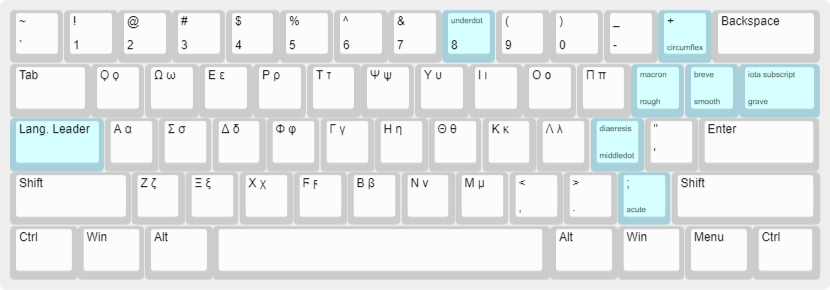 ~ ! @ # $ % ^ & underdot ( ) _ + Backspace
` 1 2 3 4 5 6 7 8 9 0 - circumflex
Tab Ϙ ϙ Ω ω Ε ε Ρ ρ Τ τ Ψ ψ Υ υ Ι ι Ο ο Π π macron breve iota subscript
rough smooth grave
Lang. Leader Α α Σ σ Δ δ Φ φ Γ γ Η η Θ θ Κ κ Λ λ diaeresis " Enter
middledot '
Shift Ζ ζ Ξ ξ Χ χ Ϝ ϝ Β β Ν ν Μ μ < > ; Shift
, . acute
Ctrl Win Alt Alt Win Menu Ctrl